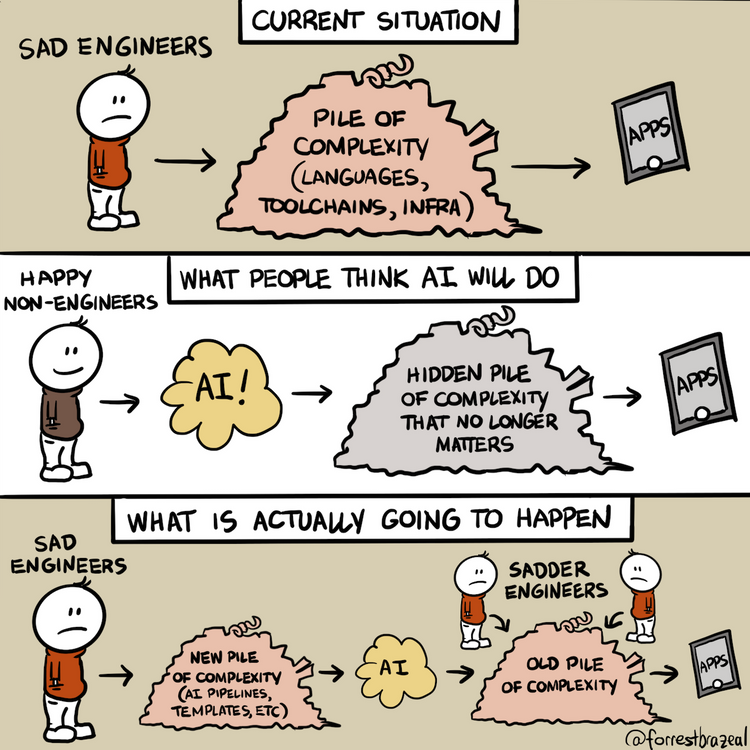 CURRENT SITUATION
SAD ENGINEERS
PILE OF
COMPLEXITY
(LANGUAGES,
TOOLCHAINS, INFRA)
APPS
WHAT PEOPLE THINK AI WILL DO
HAPPY
NON-ENGINEERS
AI!
HIDDEN PILE
OF COMPLEXITY
THAT NO LONGER
MATTERS
APPS
WHAT IS ACTUALLY GOING TO HAPPEN
SAD
ENGINEERS
NEW PILE
OF COMPLEXITY
(AI PIPELINES,
TEMPLATES, ETC)
AI
SADDER
ENGINEERS
OLD PILE
OF COMPLEXITY
APPS
@forrestbrazeal